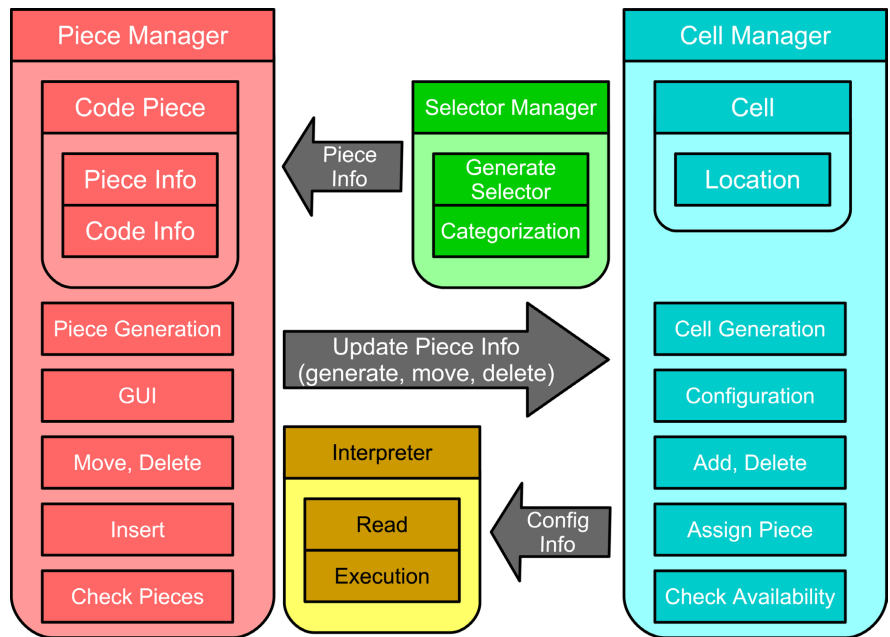 Piece Manager
Code Piece
Piece Info
Code Info
Piece Generation
GUI
Move, Delete
Insert
Check Pieces
Selector Manager
Generate
Selector
Categorization
Piece
Info
Update Piece Info
(generate, move, delete)
Interpreter
Read
Execution
Config
Info
Cell Manager
Cell
Location
Cell Generation
Configuration
Add, Delete
Assign Piece
Check Availability